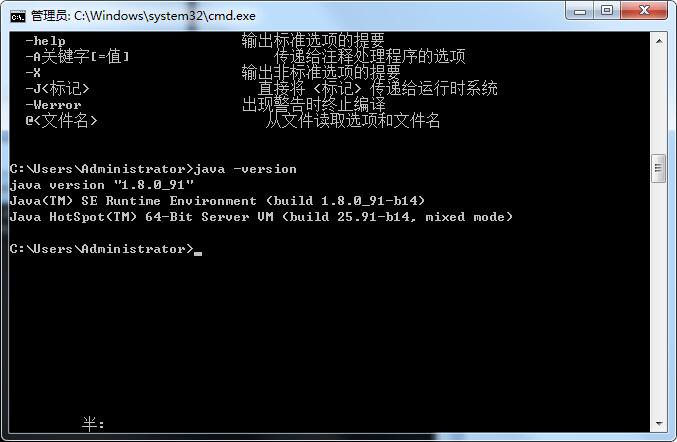 管理员: C:\Windows\system32\cmd.exe
-help 输出标准选项的提要
-A关键字[=值] 传递给注释处理程序的选项
-X 输出非标准选项的提要
-J<标记> 直接将 <标记> 传递给运行时系统
-Werror 出现警告时终止编译
@<文件名> 从文件读取选项和文件名
C:\Users\Administrator>java -version
java version "1.8.0_91"
Java(TM) SE Runtime Environment (build 1.8.0_91-b14)
Java HotSpot(TM) 64-Bit Server VM (build 25.91-b14, mixed mode)
C:\Users\Administrator>_
半: